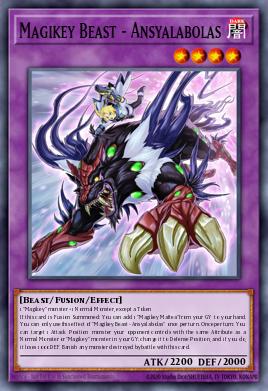 Magikey Beast - Ansyalabolas
DARK
闇
[Beast/Fusion/Effect]
1 "Magikey" monster + 1 Normal Monster, except a Token
If this card is Fusion Summoned: You can add 1 "Magikey Maftea" from your GY to your hand.
You can only use this effect of "Magikey Beast - Ansyalabolas" once per turn. Once per turn: You
can target 1 Attack Position monster your opponent controls with the same Attribute as a Normal
Monster or "Magikey" monster in your GY; change it to Defense Position, and if you do,
it loses 1000 DEF. Banish any monster destroyed by battle with this card.
ATK/2200 DEF/2000